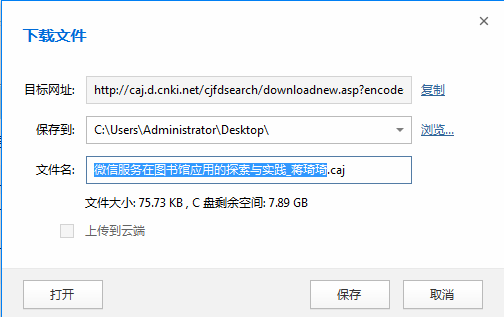 下载文件
目标网址: http://caj.d.cnki.net/cjfdsearch/downloadnew.asp?encode 复制
保存到: C:\Users\Administrator\Desktop\ 浏览...
文件名: 微信服务在图书馆应用的探索与实践_蒋琦琦.caj
文件大小: 75.73 KB , C 盘剩余空间: 7.89 GB
上传到云端
打开 保存 取消